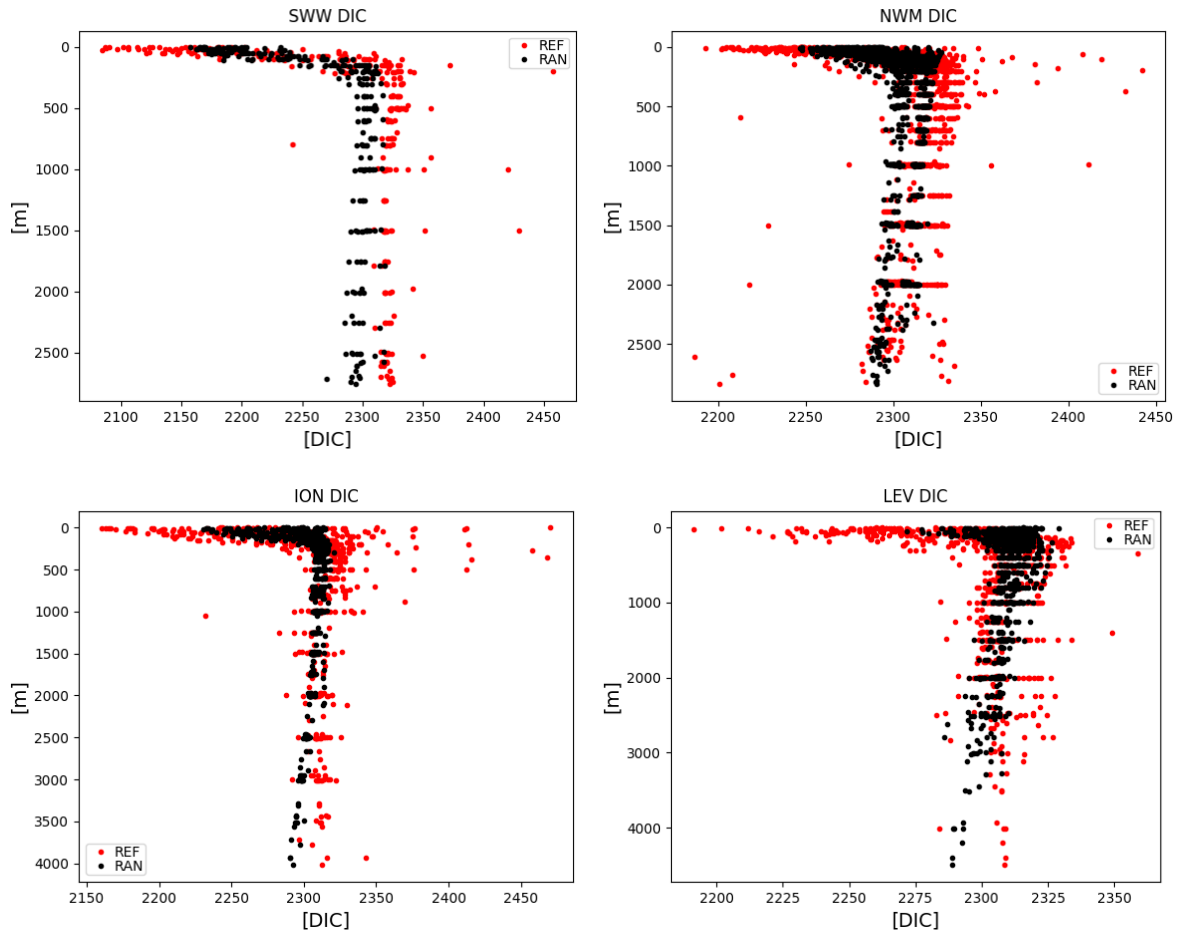 SWW DIC
0
500
1000
1500
2000
2500
[m]
2100 2150 2200 2250 2300 2350 2400 2450
[DIC]
REF
RAN
NWM DIC
0
500
1000
1500
2000
2500
[m]
2200 2250 2300 2350 2400 2450
[DIC]
REF
RAN
ION DIC
0
500
1000
1500
2000
2500
3000
3500
4000
[m]
2150 2200 2250 2300 2350 2400 2450
[DIC]
REF
RAN
LEV DIC
0
1000
2000
3000
4000
[m]
2200 2225 2250 2275 2300 2325 2350
[DIC]
REF
RAN